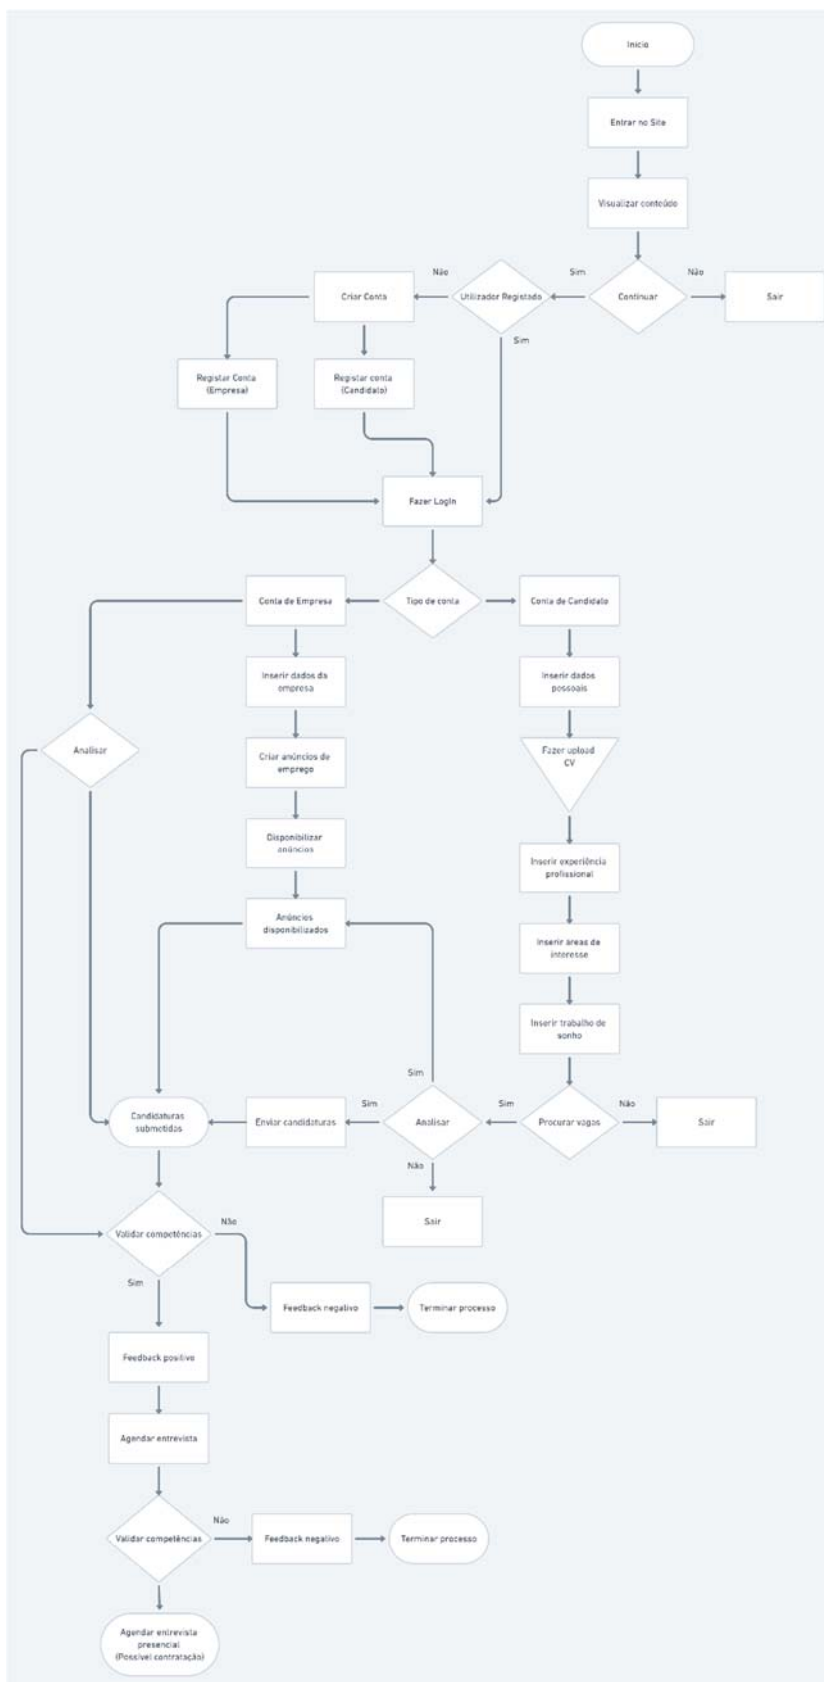 Inicio
Entrar no Site
Visualizar conteúdo
Não
Sim
Não
Criar Conta
Utilizador Registado
Continuar
Sair
Sim
Registar Conta
(Empresa)
Registar conta
(Candidato)
Fazer Login
Conta de Empresa
Tipo de conta
Conta de Candidato
Inserir dados da
empresa
Inserir dados
pessoais
Analisar
Criar anúncios de
emprego
Fazer upload
CV
Disponibilizar
anúncios
Inserir experiência
profissional
Anúncios
disponibilizados
Inserir areas de
interesse
Inserir trabalho de
sonho
Sim
Sim
Sim
Não
Candidaturas
submetidas
Enviar candidaturas
Analisar
Procurar vagas
Sair
Não
Sair
Validar competências
Não
Sim
Feedback negativo
Terminar processo
Feedback positivo
Agendar entrevista
Não
Validar competências
Feedback negativo
Terminar processo
Agendar entrevista
presencial
(Possível contratação)